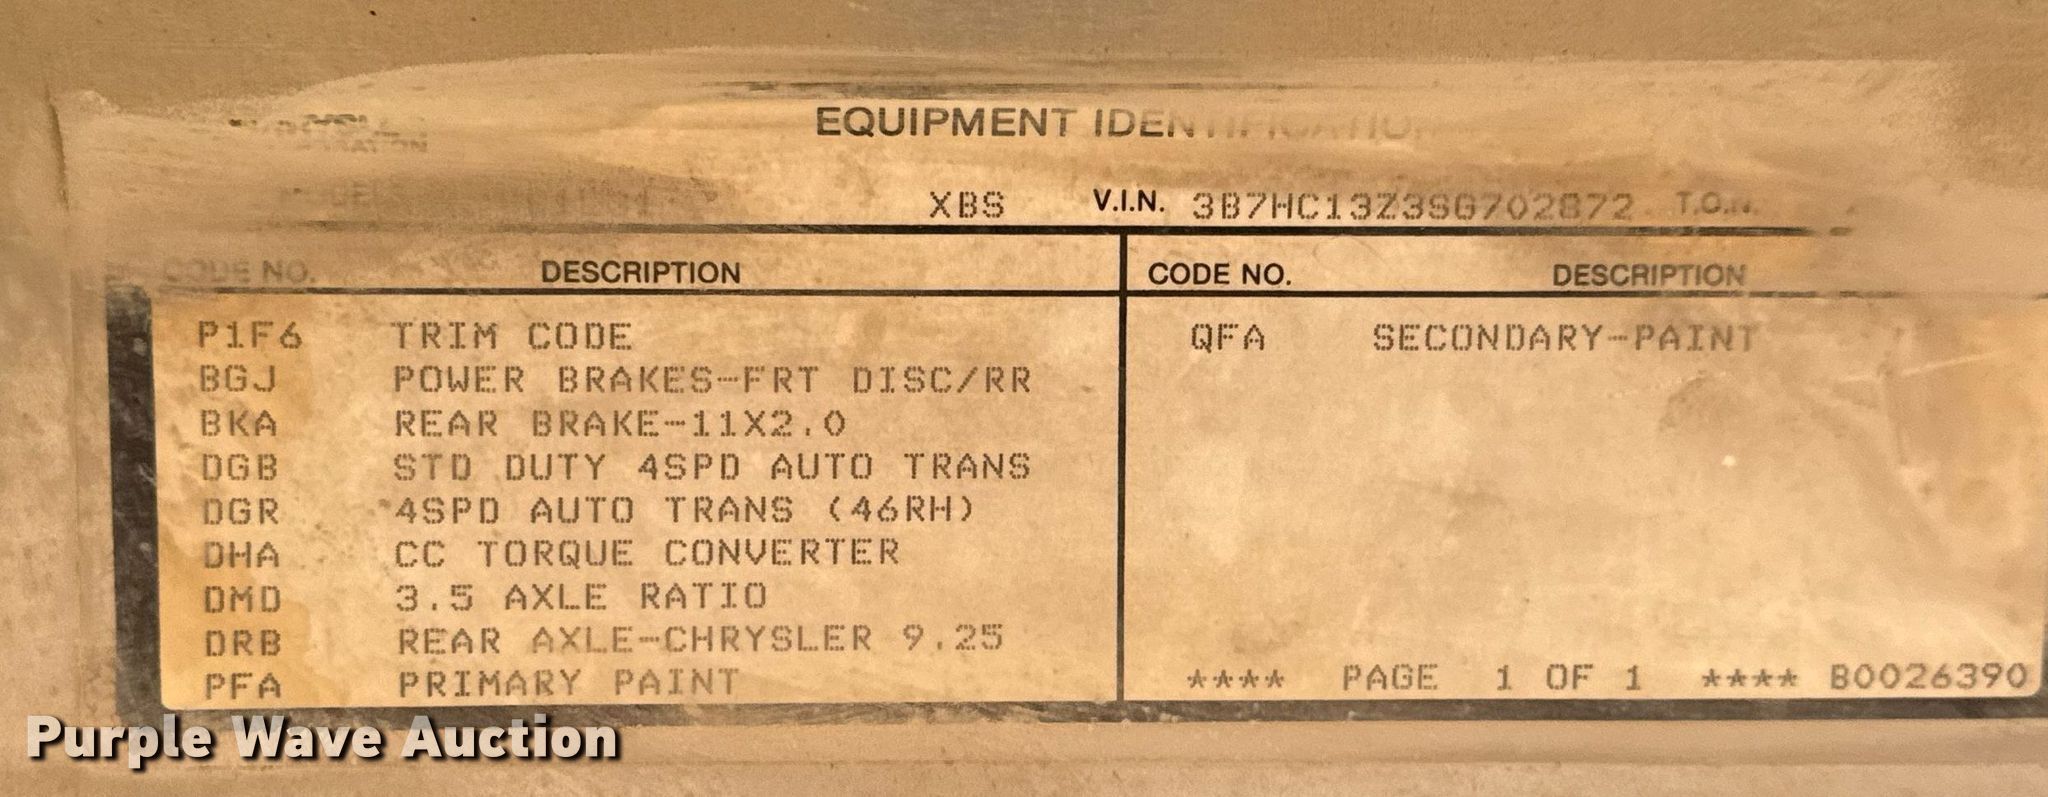 EQUIPMENT IDENTIFICATION
XBS V.I.N. 3B7HC13Z3SG702872 T.O.N.
CODE NO. DESCRIPTION CODE NO. DESCRIPTION
P1F6 TRIM CODE QFA SECONDARY-PAINT
BGJ POWER BRAKES-FRT DISC/RR
BKA REAR BRAKE-11X2.0
DGB STD DUTY 4SPD AUTO TRANS
DGR 4SPD AUTO TRANS (46RH)
DHA CC TORQUE CONVERTER
DMD 3.5 AXLE RATIO
DRB REAR AXLE-CHRYSLER 9.25
PFA PRIMARY PAINT **** PAGE 1 OF 1 **** B0026390
Purple Wave Auction